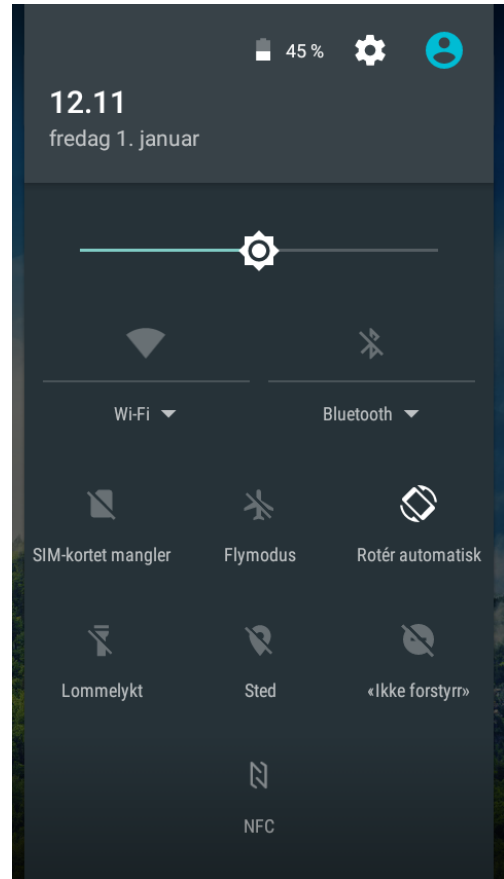 45 %
12.11
fredag 1. januar
Wi-Fi
Bluetooth
SIM-kortet mangler
Flymodus
Rotér automatisk
Lommelykt
Sted
«Ikke forstyrr»
NFC